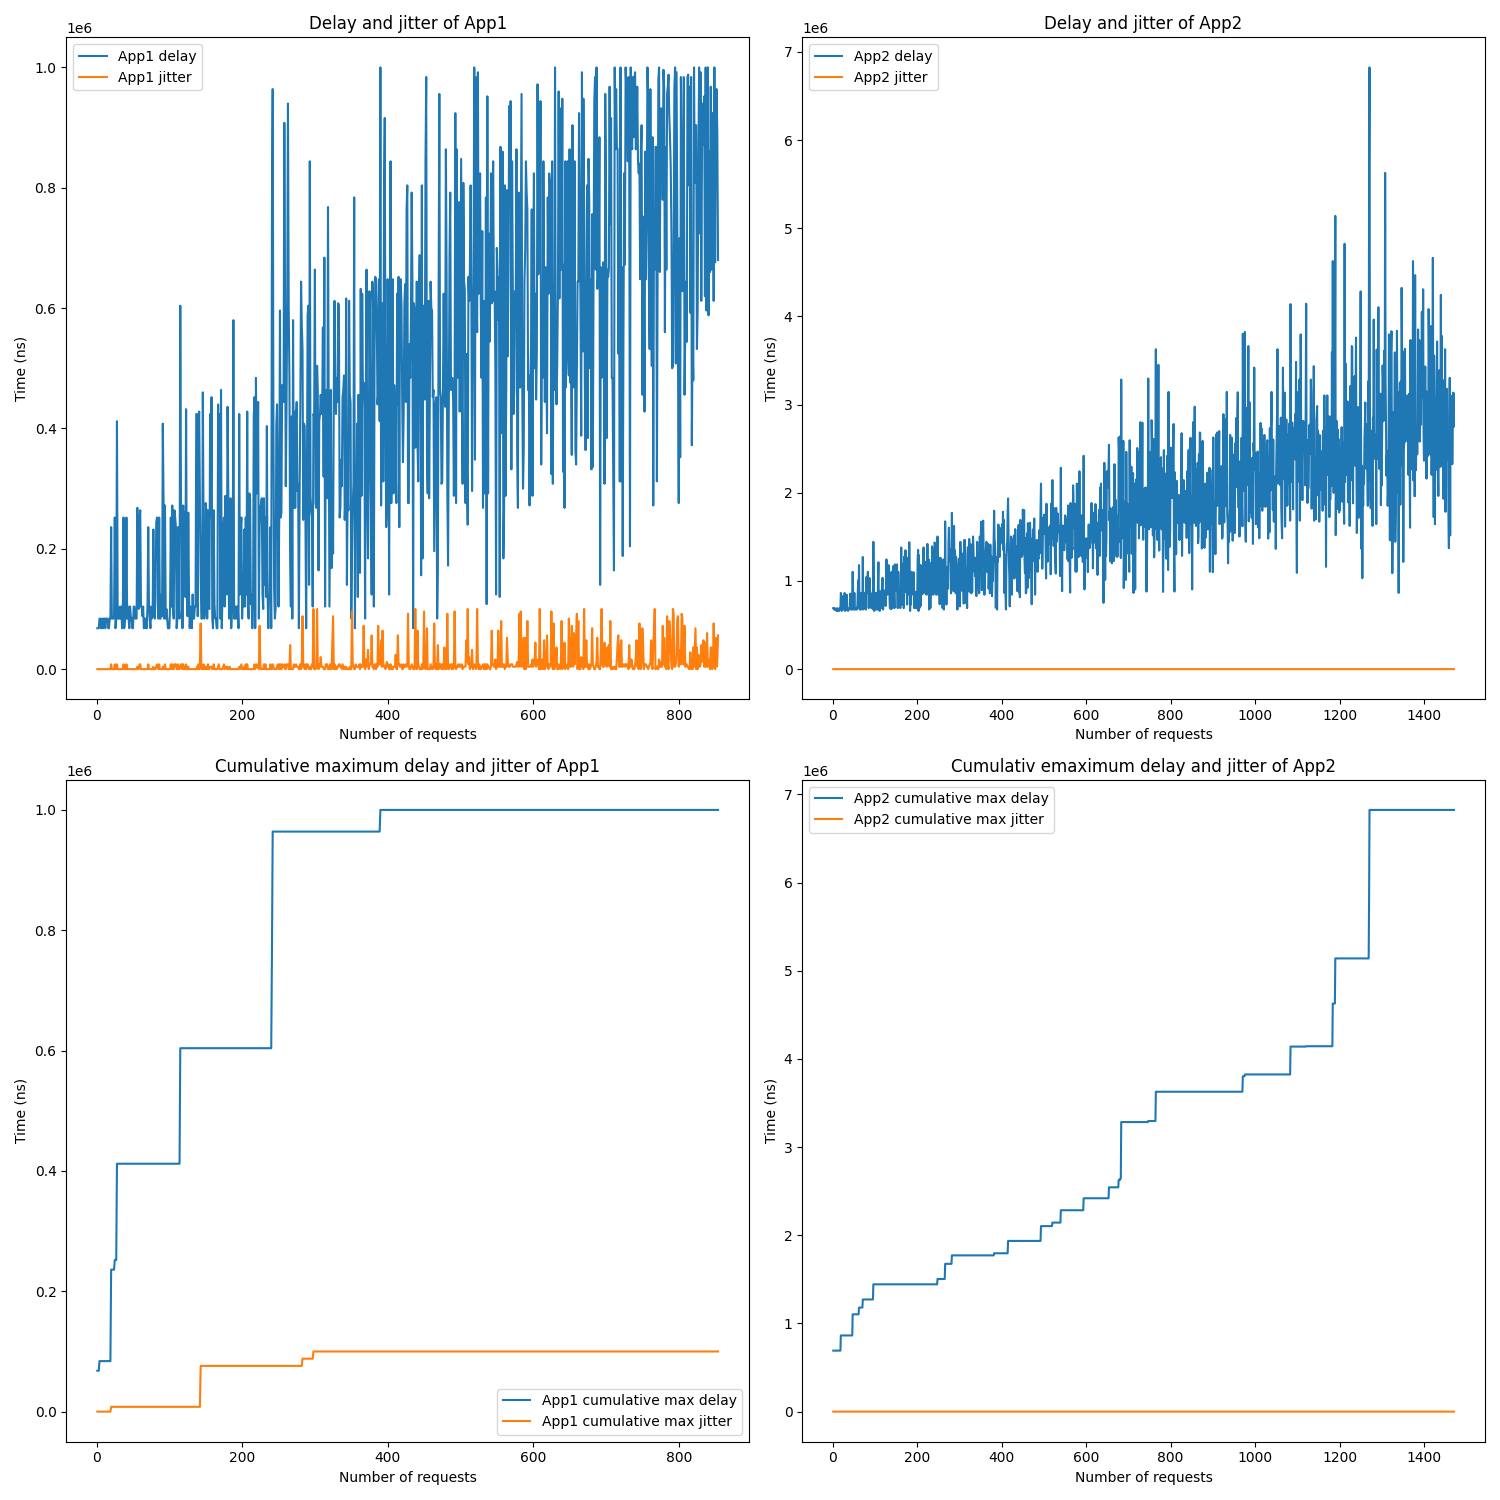 Delay and jitter of App1
1e6
App1 delay
App1 jitter
1.0
0.8
0.6
0.4
0.2
0.0
Time (ns)
0 200 400 600 800
Number of requests
Delay and jitter of App2
1e6
App2 delay
App2 jitter
7
6
5
4
3
2
1
0
Time (ns)
0 200 400 600 800 1000 1200 1400
Number of requests
Cumulative maximum delay and jitter of App1
1e6
1.0
0.8
0.6
0.4
0.2
0.0
Time (ns)
App1 cumulative max delay
App1 cumulative max jitter
0 200 400 600 800
Number of requests
Cumulativ emaximum delay and jitter of App2
1e6
App2 cumulative max delay
App2 cumulative max jitter
7
6
5
4
3
2
1
0
Time (ns)
0 200 400 600 800 1000 1200 1400
Number of requests